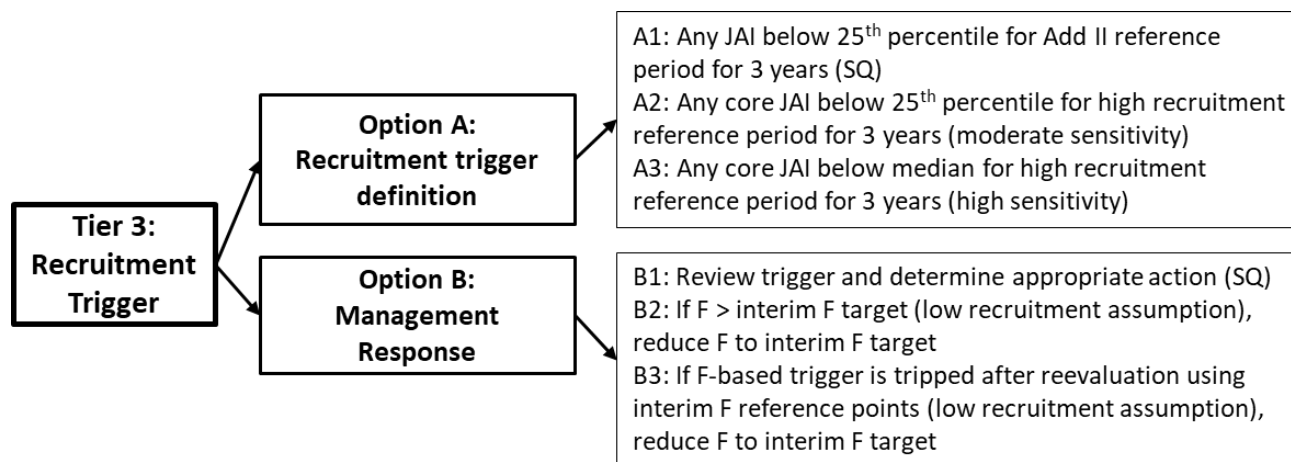 Tier 3:
Recruitment
Trigger
Option A:
Recruitment trigger
definition
A1: Any JAI below 25th percentile for Add II reference
period for 3 years (SQ)
A2: Any core JAI below 25th percentile for high recruitment
reference period for 3 years (moderate sensitivity)
A3: Any core JAI below median for high recruitment
reference period for 3 years (high sensitivity)
Option B:
Management
Response
B1: Review trigger and determine appropriate action (SQ)
B2: If F > interim F target (low recruitment assumption),
reduce F to interim F target
B3: If F-based trigger is tripped after reevaluation using
interim F reference points (low recruitment assumption),
reduce F to interim F target